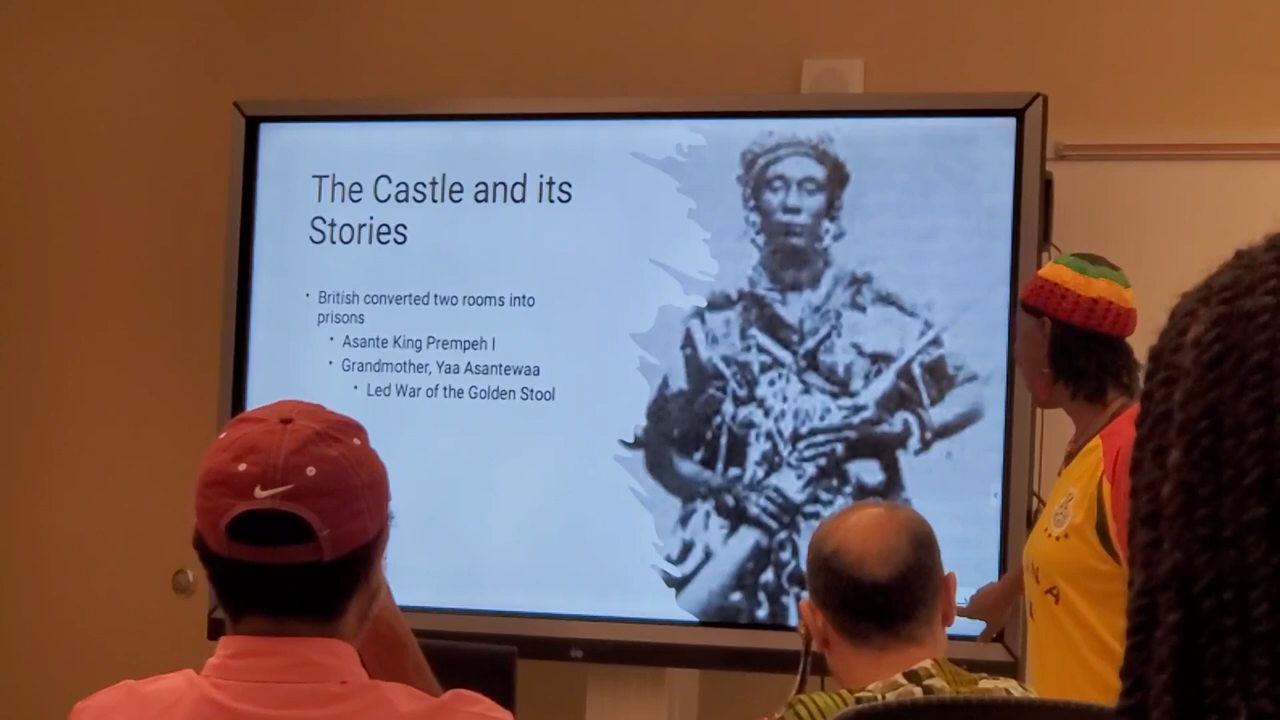 The Castle and its
Stories
• British converted two rooms into
prisons
• Asante King Prempeh I
• Grandmother, Yaa Asantewaa
• Led War of the Golden Stool